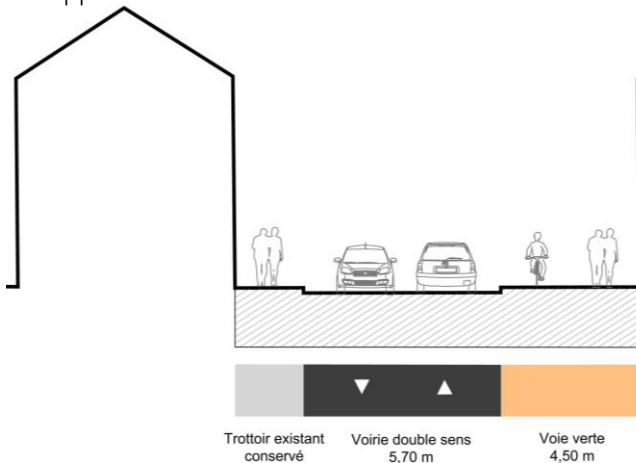 Trottoir existant
conservé
Voirie double sens
5,70 m
Voie verte
4,50 m